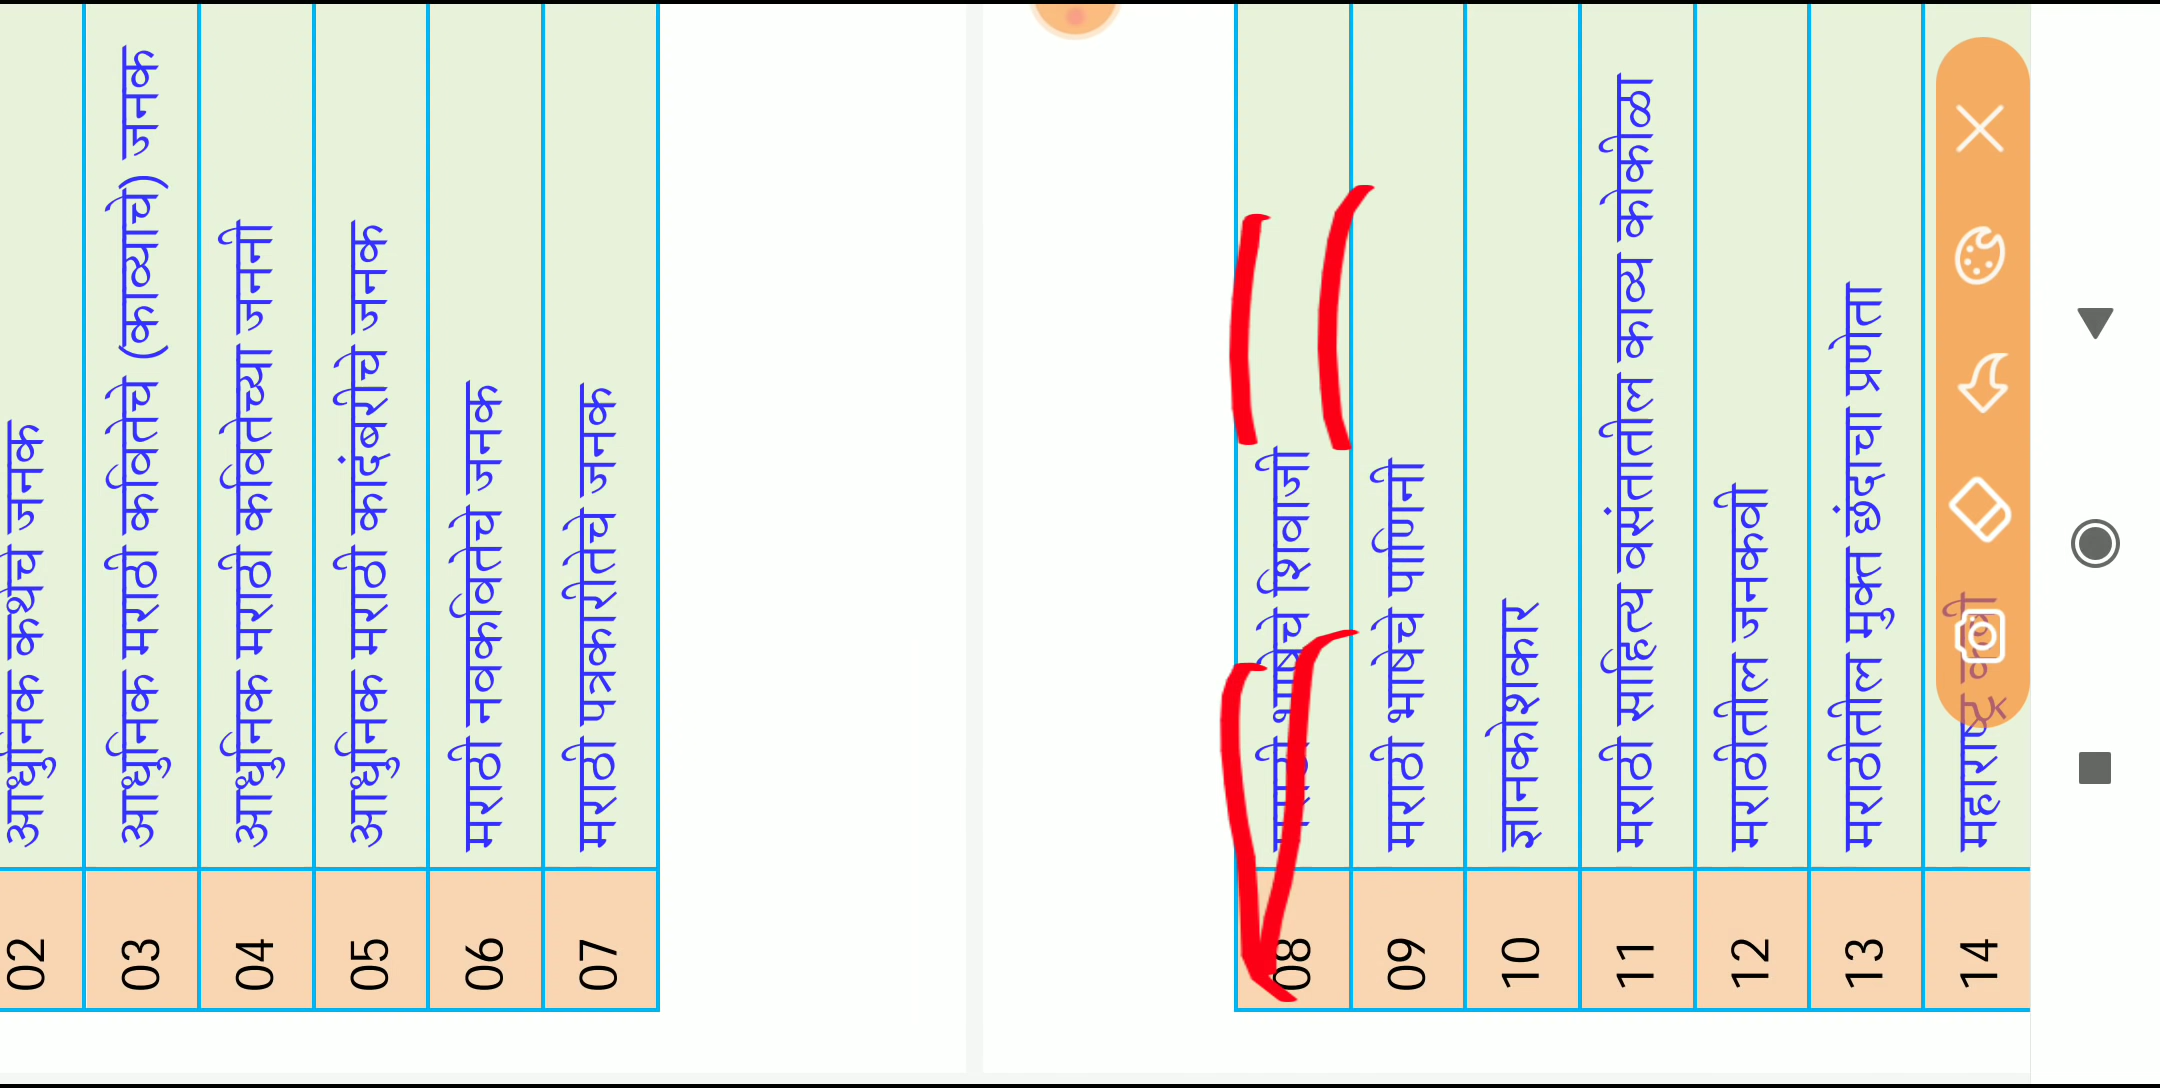 02 आधुनिक कथेचे जनक
03 आधुनिक मराठी कवितेचे (काव्याचे) जनक
04 आधुनिक मराठी कवितेच्या जननी
05 आधुनिक मराठी कादंबरीचे जनक
06 मराठी नवकवितेचे जनक
07 मराठी पत्रकारीतेचे जनक
08 मराठी भाषेचे शिवाजी
09 मराठी भाषेचे पाणिनी
10 ज्ञानकोशकार
11 मराठी साहित्य वसंतातील काव्य कोकीळा
12 मराठीतील जनकवी
13 मराठीतील मुक्त छंदाचा प्रणेता
14 महाराष्ट्र कवी